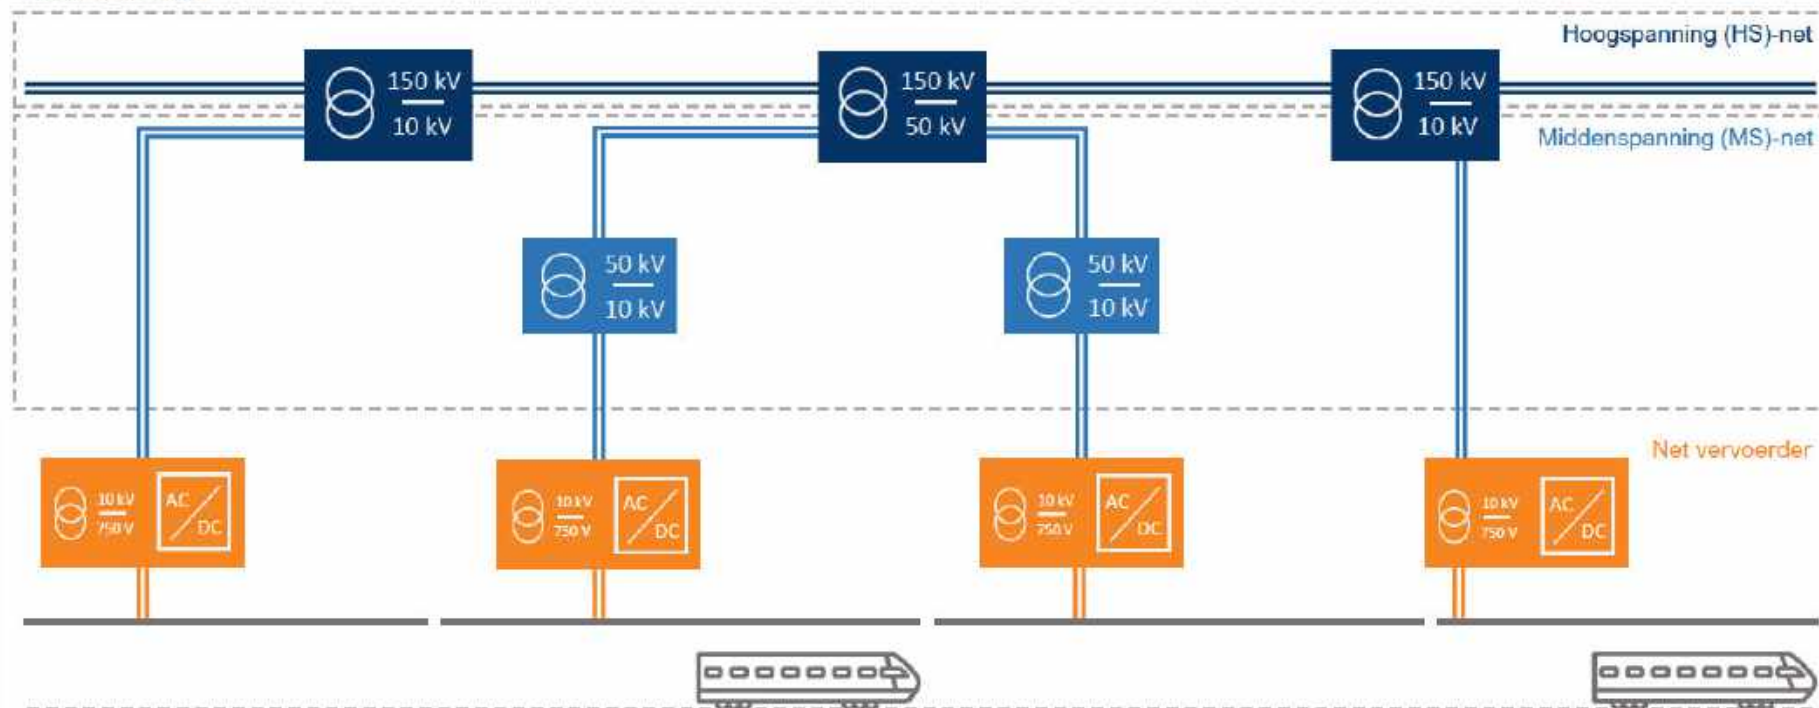 Hoogspanning (HS)-net
150 kV
10 kV
150 kV
50 kV
150 kV
10 kV
Middenspanning (MS)-net
50 kV
10 kV
50 kV
10 kV
Net vervoerder
10 kV
750 V
AC
DC
10 kV
750 V
AC
DC
10 kV
750 V
AC
DC
10 kV
750 V
AC
DC